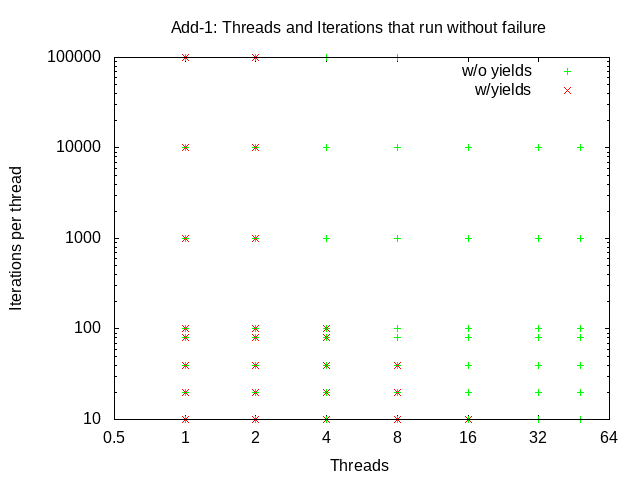 Add-1: Threads and Iterations that run without failure
100000
w/o yields
w/yields
10000
Iterations per thread
1000
100
10
0.5 1 2 4 8 16 32 64
Threads